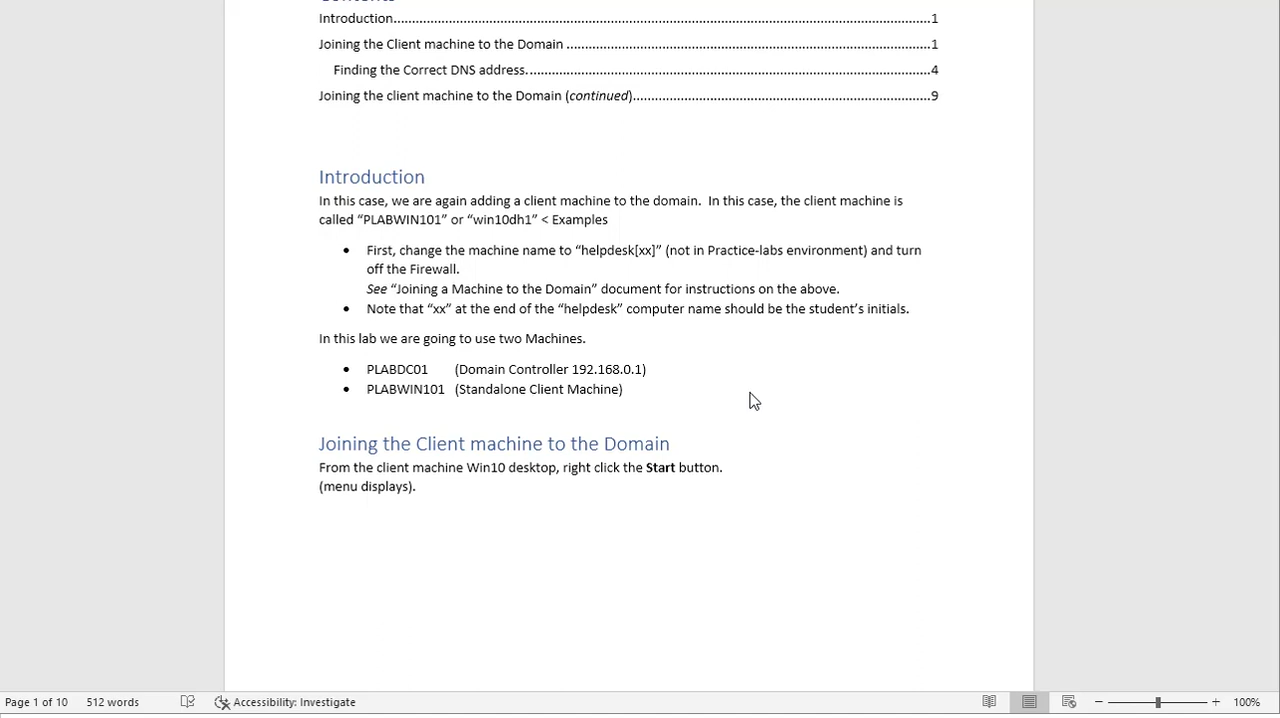 Contents
Introduction..........1
Joining the Client machine to the Domain ..........1
Finding the Correct DNS address..........4
Joining the client machine to the Domain (continued)..........9
Introduction
In this case, we are again adding a client machine to the domain.  In this case, the client machine is
called “PLABWIN101” or “win10dh1” < Examples
• First, change the machine name to “helpdesk[xx]” (not in Practice-labs environment) and turn
off the Firewall.
See “Joining a Machine to the Domain” document for instructions on the above.
• Note that “xx” at the end of the “helpdesk” computer name should be the student’s initials.
In this lab we are going to use two Machines.
• PLABDC01 (Domain Controller 192.168.0.1)
• PLABWIN101 (Standalone Client Machine)
Joining the Client machine to the Domain
From the client machine Win10 desktop, right click the Start button.
(menu displays).
Page 1 of 10 512 words Accessibility: Investigate 100%